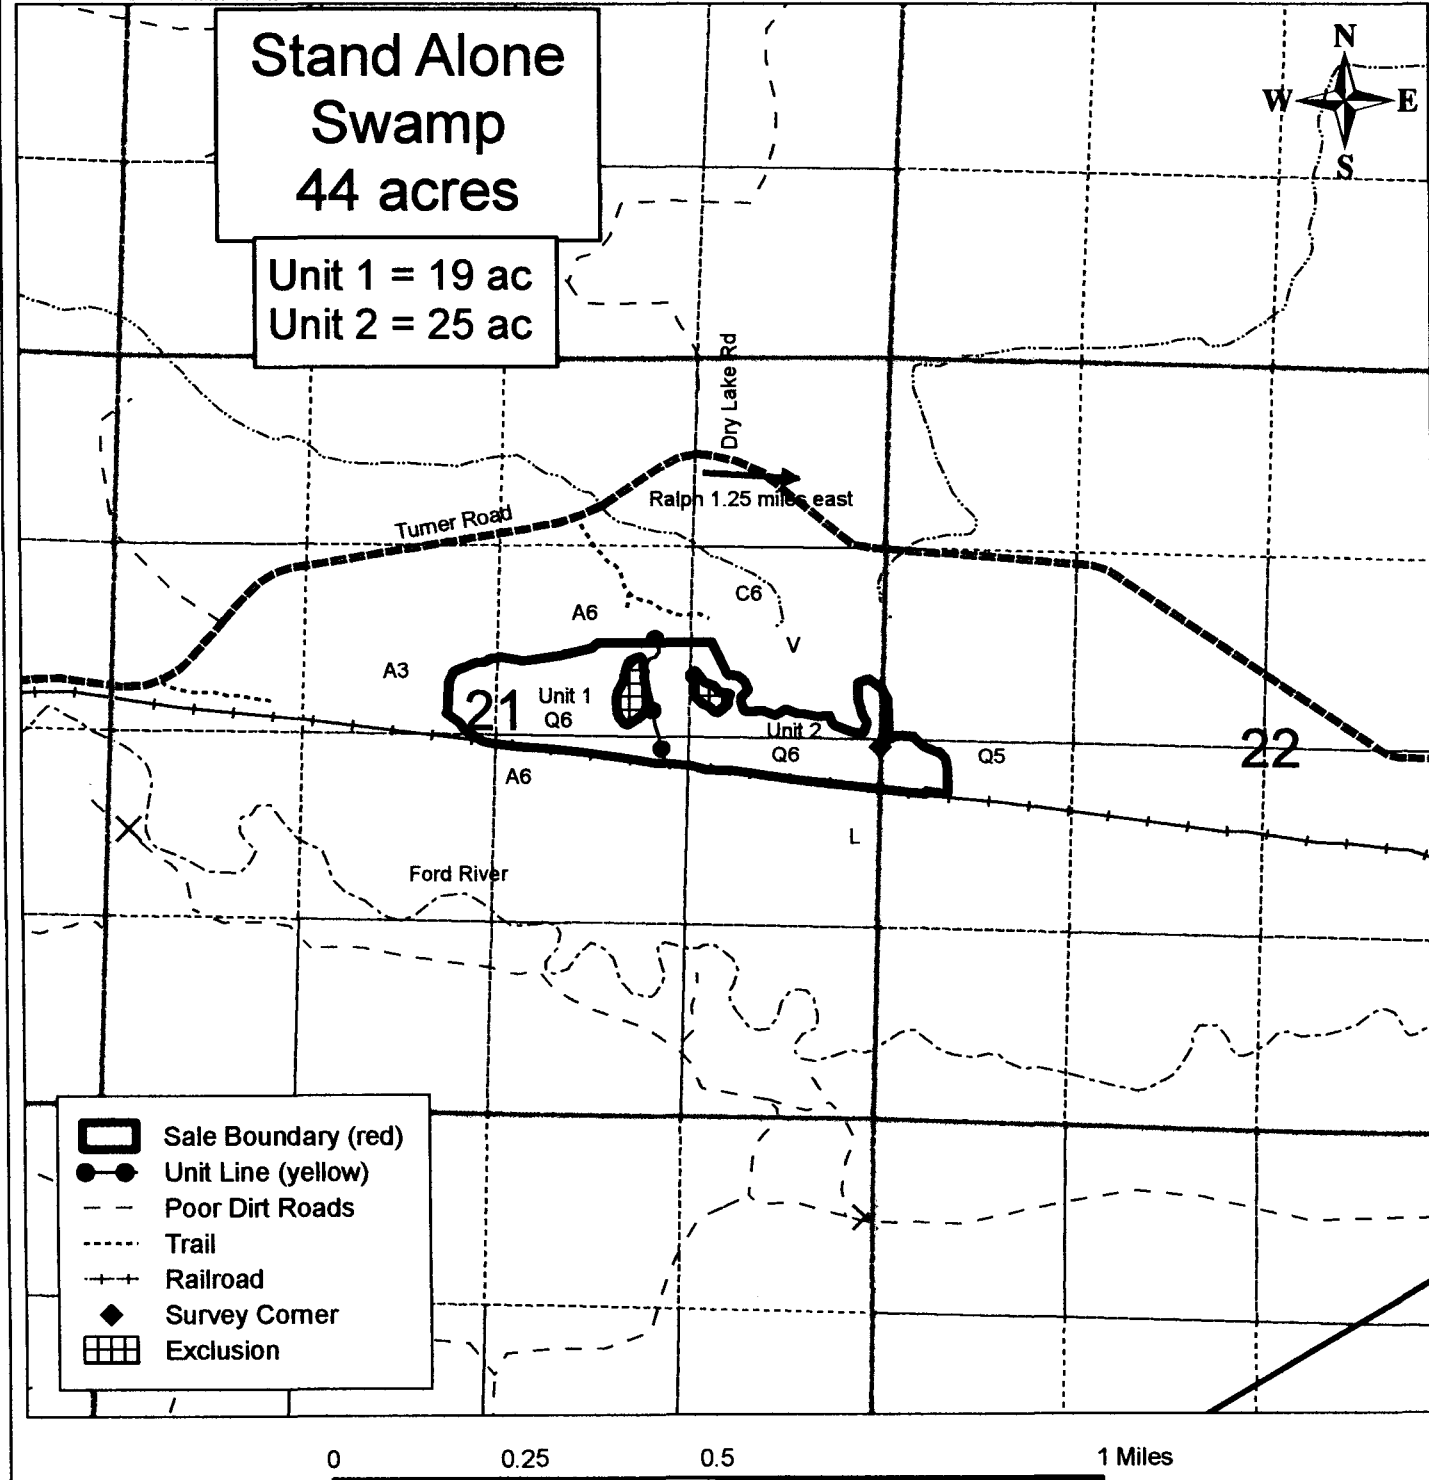 Stand Alone
Swamp
44 acres
Unit 1 = 19 ac
Unit 2 = 25 ac
N
W E
S
Dry Lake Rd
Ralph 1.25 miles east
Turner Road
C6
A6
V
A3
21
Unit 1
Q6
Unit 2
Q6
Q5
22
A6
L
Ford River
Sale Boundary (red)
Unit Line (yellow)
Poor Dirt Roads
Trail
Railroad
Survey Corner
Exclusion
0 0.25 0.5 1 Miles